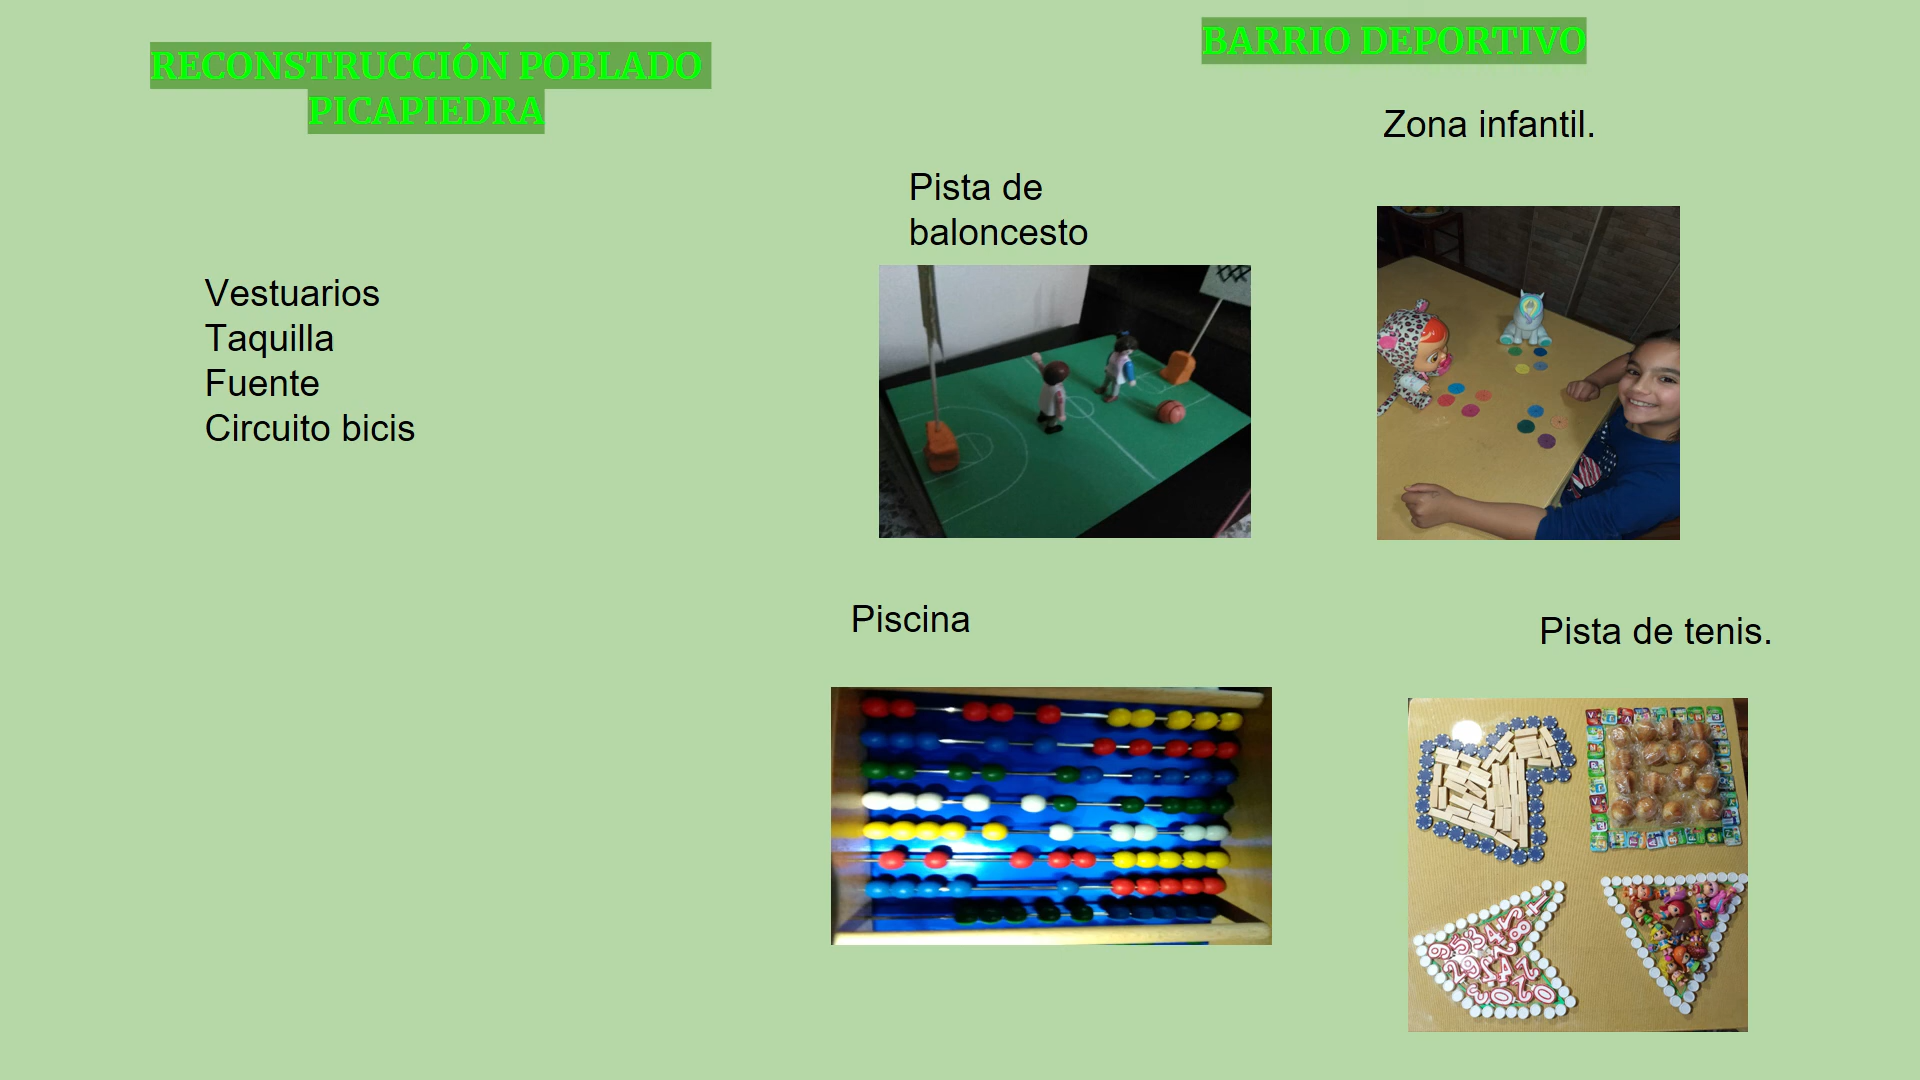 RECONSTRUCCIÓN POBLADO
PICAPIEDRA
Vestuarios
Taquilla
Fuente
Circuito bicis
BARRIO DEPORTIVO
Zona infantil.
Pista de
baloncesto
Piscina
Pista de tenis.